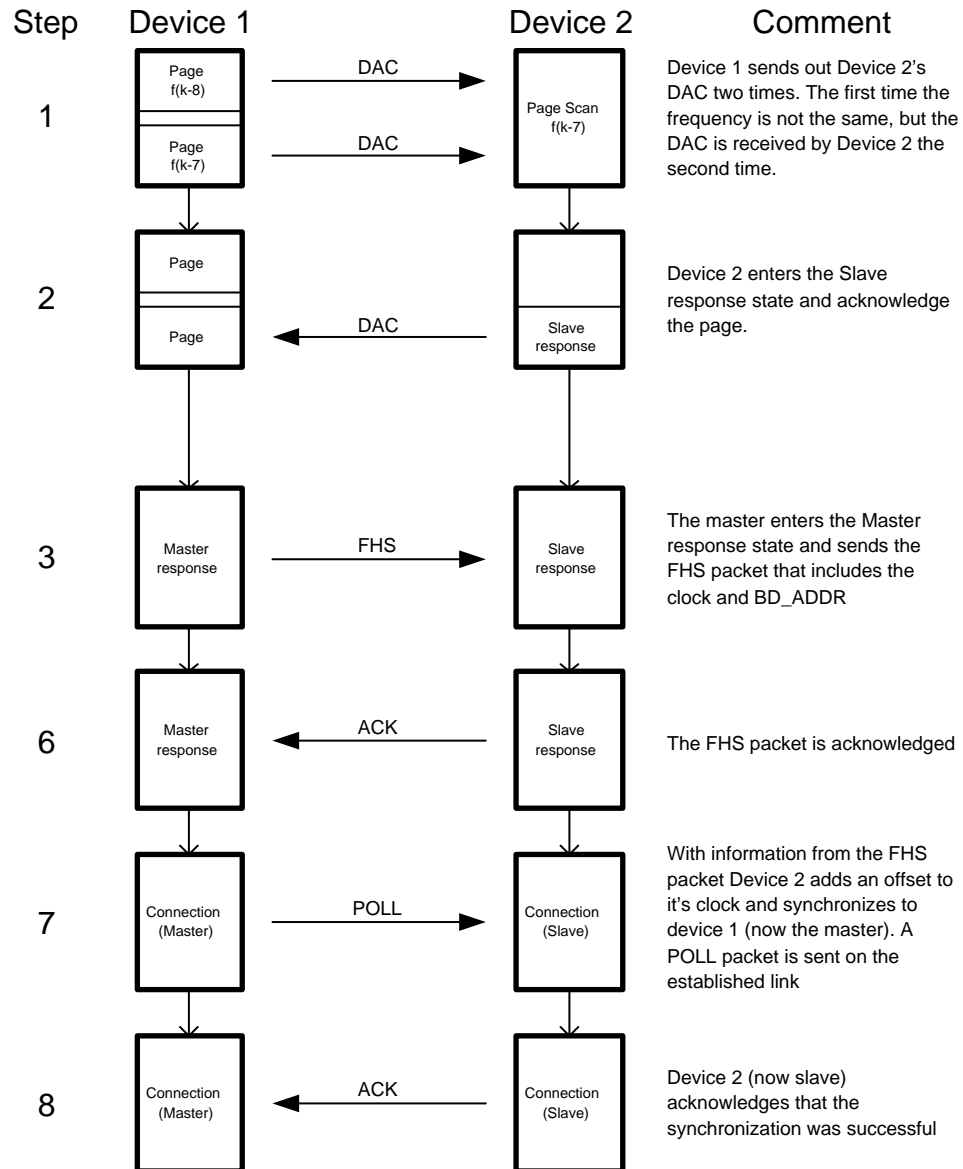 Step Device 1 Device 2 Comment
1
Page
f(k-8)
Page
f(k-7)
DAC
DAC
Page Scan
f(k-7)
Device 1 sends out Device 2's
DAC two times. The first time the
frequency is not the same, but the
DAC is received by Device 2 the
second time.
2
Page
Page
DAC
Slave
response
Device 2 enters the Slave
response state and acknowledge
the page.
3
Master
response
FHS
Slave
response
The master enters the Master
response state and sends the
FHS packet that includes the
clock and BD_ADDR
6
Master
response
ACK
Slave
response
The FHS packet is acknowledged
7
Connection
(Master)
POLL
Connection
(Slave)
With information from the FHS
packet Device 2 adds an offset to
it's clock and synchronizes to
device 1 (now the master). A
POLL packet is sent on the
established link
8
Connection
(Master)
ACK
Connection
(Slave)
Device 2 (now slave)
acknowledges that the
synchronization was successful